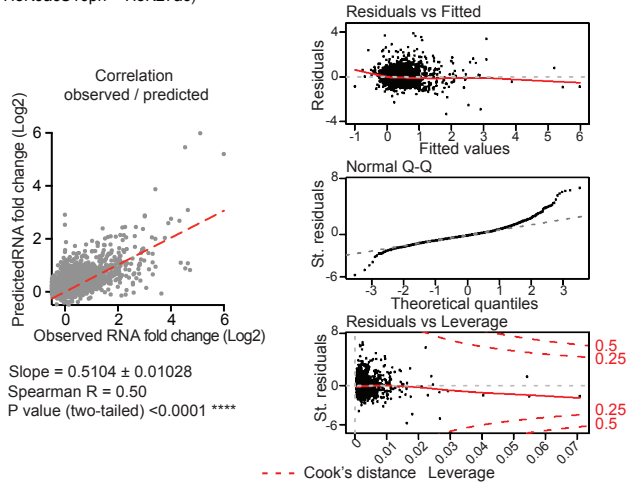 Correlation
observed / predicted
PredictedRNA fold change (Log2)
6
4
2
0
0
2
4
6
Observed RNA fold change (Log2)
Slope = 0.5104 ± 0.01028
Spearman R = 0.50
P value (two-tailed) <0.0001 ****
Residuals vs Fitted
Residuals
4
0
-4
-1 0 1 2 3 4 5 6
Fitted values
Normal Q-Q
St. residuals
8
0
-6
-3 -2 -1 0 1 2 3
Theoretical quantiles
Residuals vs Leverage
St. residuals
8
0
-6
0.5
0.25
0.25
0.5
0 0.01 0.02 0.03 0.04 0.05 0.06 0.07
Cook's distance Leverage